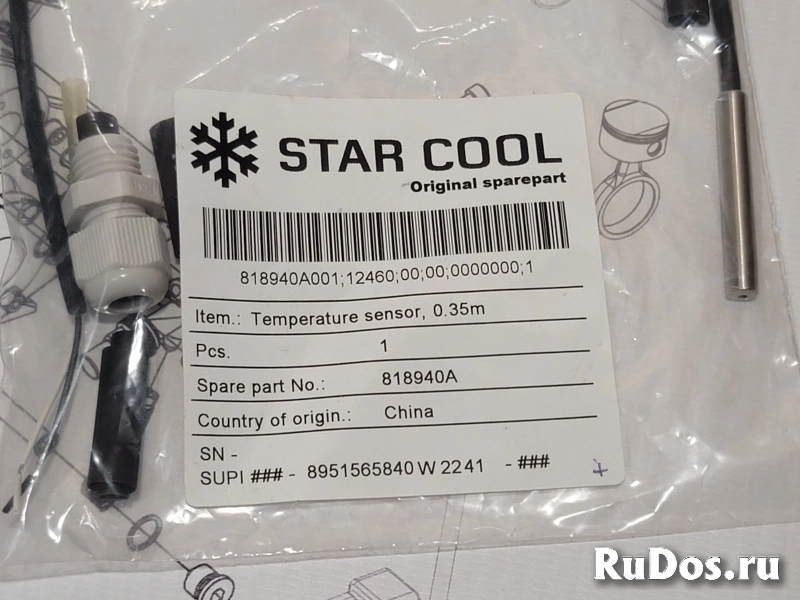 STAR COOL
Original sparepart
818940A001;12460;00;00;0000000;1
Item.: Temperature sensor, 0.35m
Pcs. 1
Spare part No.: 818940A
Country of origin.: China
SN -
SUPI ### - 8951565840 W 2241 - ###
RuDos.ru